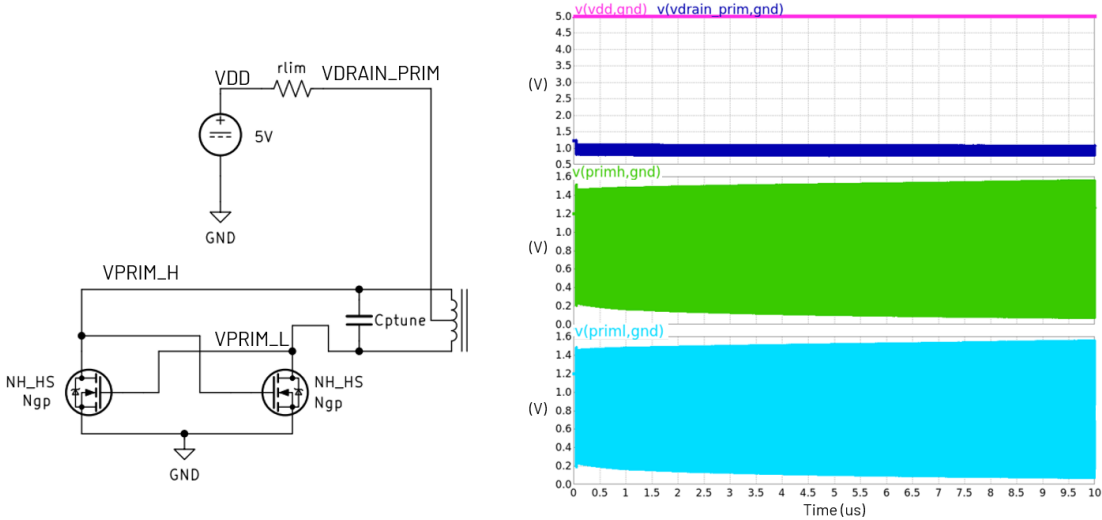 rlim
VDD
VDRAIN_PRIM
5V
GND
VPRIM_H
Cptune
VPRIM_L
NH_HS
Ngp
NH_HS
Ngp
GND
v(vdd,gnd) v(vdrain_prim,gnd)
5.0
4.5
4.0
3.5
(V)
3.0
2.5
2.0
1.5
1.0
0.5
v(primh,gnd)
1.6
1.4
1.2
1.0
(V)
0.8
0.6
0.4
0.2
0.0
v(priml,gnd)
1.6
1.4
1.2
1.0
(V)
0.8
0.6
0.4
0.2
0.0
0 0.5 1 1.5 2 2.5 3 3.5 4 4.5 5 5.5 6 6.5 7 7.5 8 8.5 9 9.5 10
Time (us)